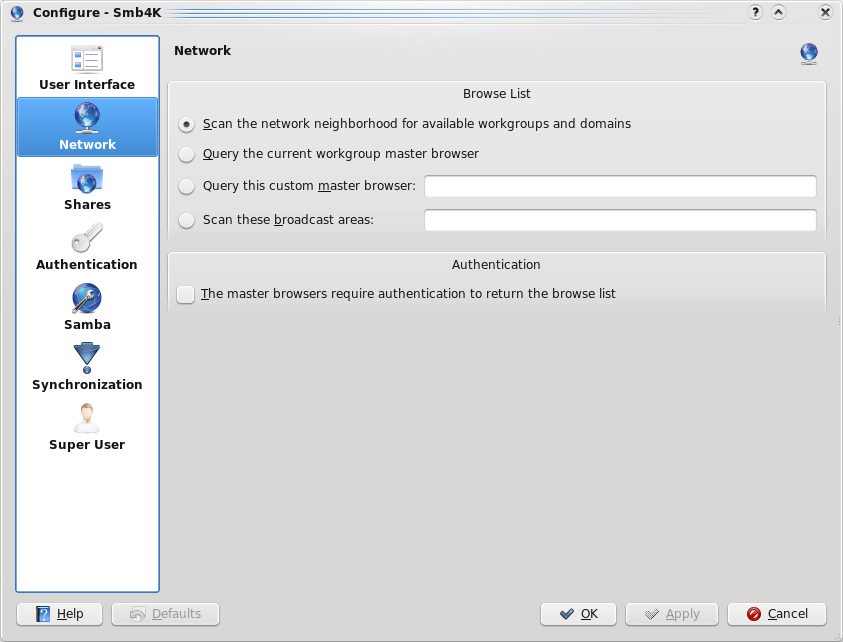 Configure - Smb4K
User Interface
Network
Shares
Authentication
Samba
Synchronization
Super User
Network
Browse List
Scan the network neighborhood for available workgroups and domains
Query the current workgroup master browser
Query this custom master browser:
Scan these broadcast areas:
Authentication
The master browsers require authentication to return the browse list
Help
Defaults
OK
Apply
Cancel